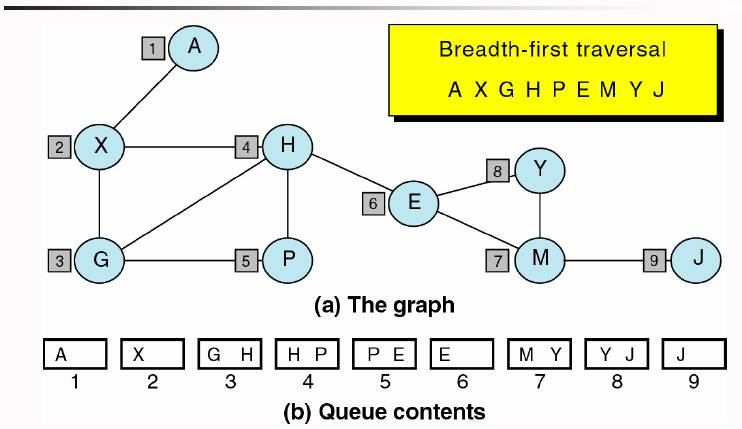 Breadth-first traversal
A X G H P E M Y J
1 A
2 X
4 H
8 Y
6 E
3 G
5 P
7 M
9 J
(a) The graph
A
X
G H
H P
P E
E
M Y
Y J
J
1 2 3 4 5 6 7 8 9
(b) Queue contents